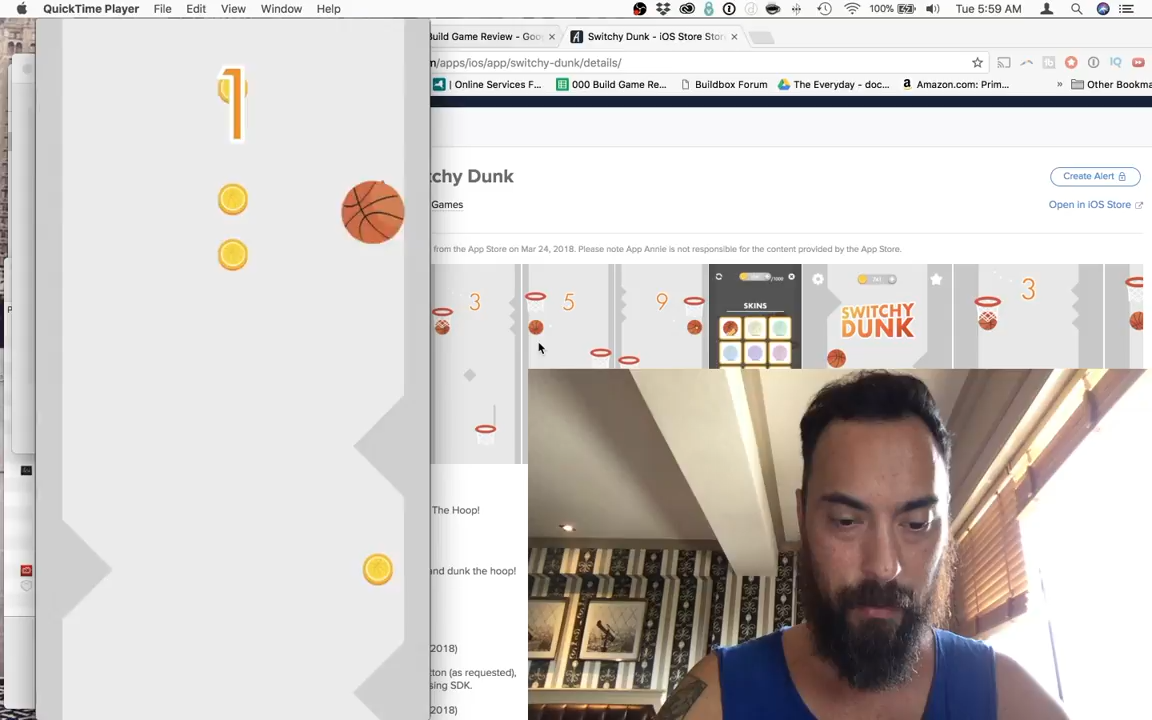 QuickTime Player File Edit View Window Help 100% Tue 5:59 AM
Build Game Review - Goo Switchy Dunk - iOS Store Stor
n/apps/ios/app/switchy-dunk/details/
| Online Services F... 000 Build Game Re... Buildbox Forum The Everyday - doc... Amazon.com: Prim... » Other Bookma
1
tchy Dunk
Create Alert
Games
Open in iOS Store
from the App Store on Mar 24, 2018. Please note App Annie is not responsible for the content provided by the App Store.
3
5
9
SKINS
741
SWITCHY
DUNK
3
The Hoop!
and dunk the hoop!
2018)
tton (as requested),
sing SDK.
2018)